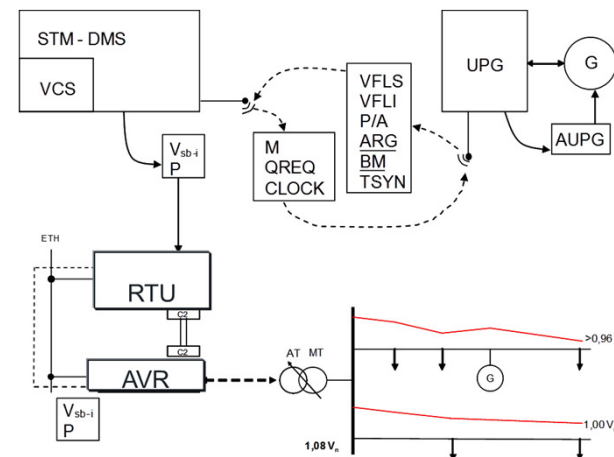 STM - DMS
VCS
UPG
G
AUPG
VFLS
VFLI
P/A
ARG
BM
TSYN
M
QREQ
CLOCK
Vsb-i
P
ETH
RTU
C2
C2
AVR
Vsb-i
P
AT MT
>0,96
G
1,00 V
1,08 Vn